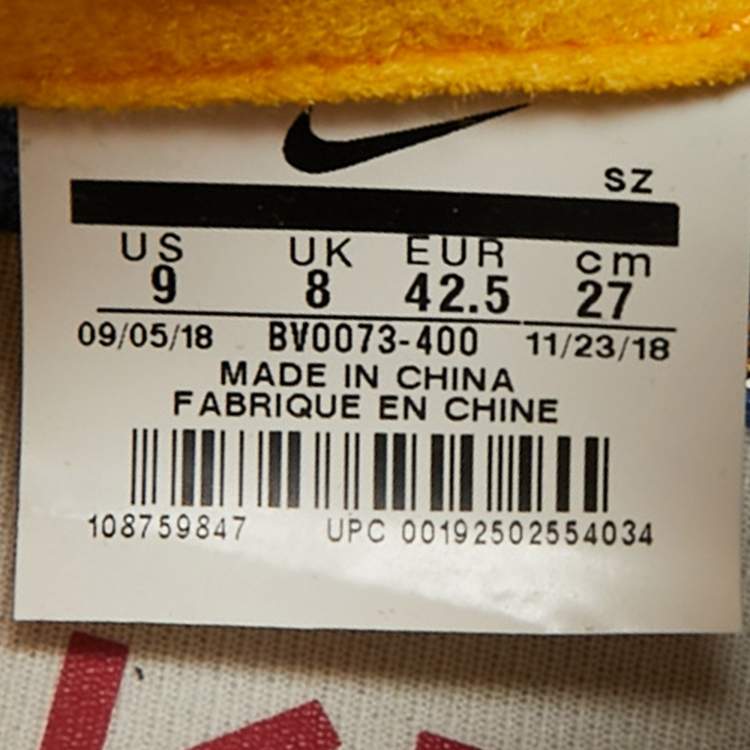 SZ
US UK EUR cm
9 8 42.5 27
09/05/18 BV0073-400 11/23/18
MADE IN CHINA
FABRIQUE EN CHINE
108759847 UPC 00192502554034